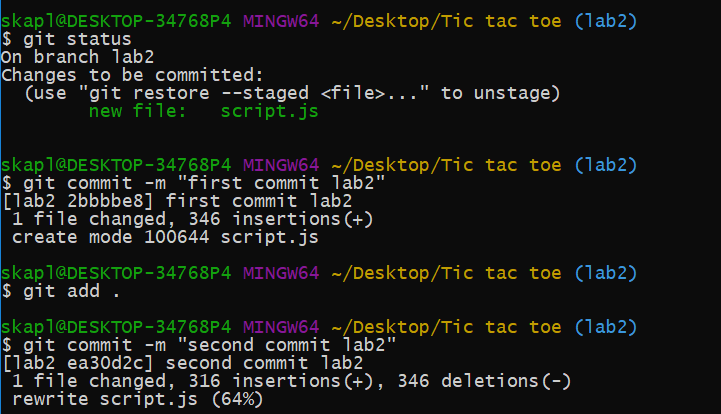 skapl@DESKTOP-34768P4 MINGW64 ~/Desktop/Tic tac toe (lab2)
$ git status
On branch lab2
Changes to be committed:
  (use "git restore --staged <file>..." to unstage)
        new file:   script.js
skapl@DESKTOP-34768P4 MINGW64 ~/Desktop/Tic tac toe (lab2)
$ git commit -m "first commit lab2"
[lab2 2bbbbe8] first commit lab2
 1 file changed, 346 insertions(+)
 create mode 100644 script.js
skapl@DESKTOP-34768P4 MINGW64 ~/Desktop/Tic tac toe (lab2)
$ git add .
skapl@DESKTOP-34768P4 MINGW64 ~/Desktop/Tic tac toe (lab2)
$ git commit -m "second commit lab2"
[lab2 ea30d2c] second commit lab2
 1 file changed, 316 insertions(+), 346 deletions(-)
 rewrite script.js (64%)